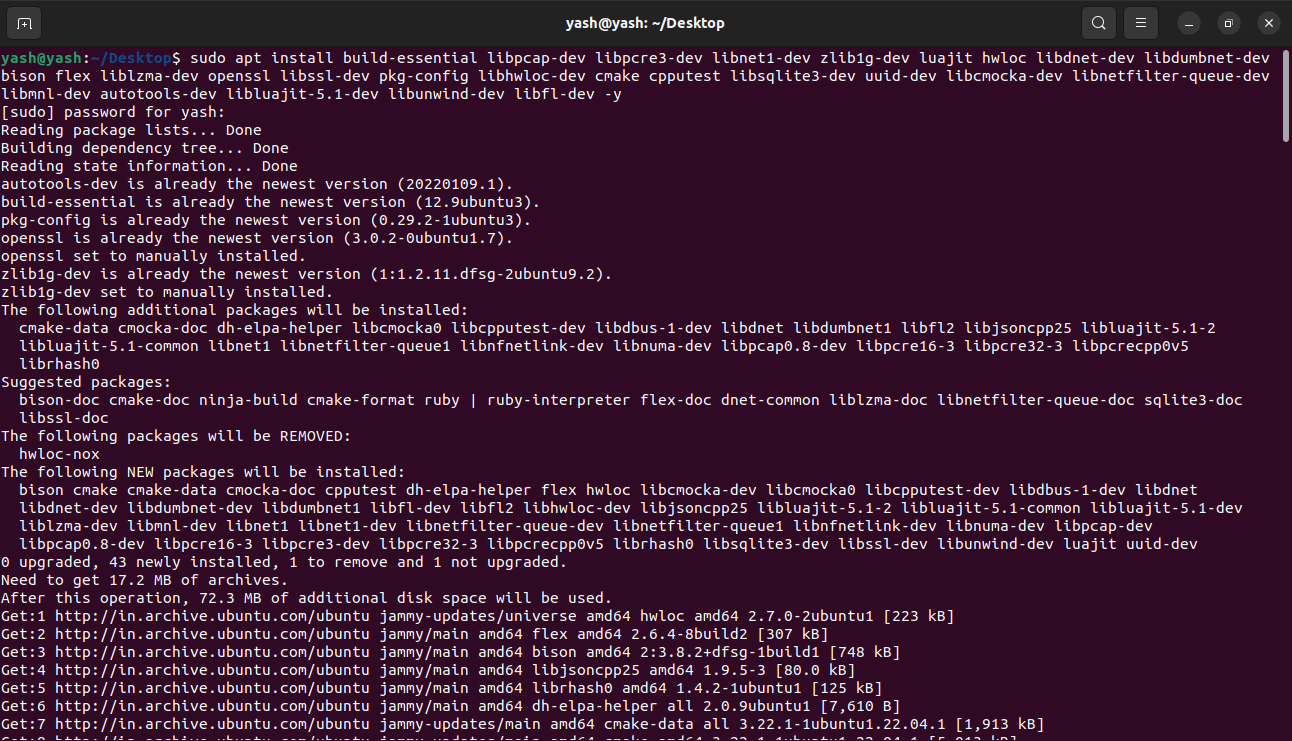 yash@yash: ~/Desktop
yash@yash:~/Desktop$ sudo apt install build-essential libpcap-dev libpcre3-dev libnet1-dev zlib1g-dev luajit hwloc libdnet-dev libdumbnet-dev
bison flex liblzma-dev openssl libssl-dev pkg-config libhwloc-dev cmake cpputest libsqlite3-dev uuid-dev libcmocka-dev libnetfilter-queue-dev
libmnl-dev autotools-dev libluajit-5.1-dev libunwind-dev libfl-dev -y
[sudo] password for yash:
Reading package lists... Done
Building dependency tree... Done
Reading state information... Done
autotools-dev is already the newest version (20220109.1).
build-essential is already the newest version (12.9ubuntu3).
pkg-config is already the newest version (0.29.2-1ubuntu3).
openssl is already the newest version (3.0.2-0ubuntu1.7).
openssl set to manually installed.
zlib1g-dev is already the newest version (1:1.2.11.dfsg-2ubuntu9.2).
zlib1g-dev set to manually installed.
The following additional packages will be installed:
cmake-data cmocka-doc dh-elpa-helper libcmocka0 libcpputest-dev libdbus-1-dev libdnet libdumbnet1 libfl2 libjsoncpp25 libluajit-5.1-2
libluajit-5.1-common libnet1 libnetfilter-queue1 libnfnetlink-dev libnuma-dev libpcap0.8-dev libpcre16-3 libpcre32-3 libpcrecpp0v5
librhash0
Suggested packages:
bison-doc cmake-doc ninja-build cmake-format ruby | ruby-interpreter flex-doc dnet-common liblzma-doc libnetfilter-queue-doc sqlite3-doc
libssl-doc
The following packages will be REMOVED:
hwloc-nox
The following NEW packages will be installed:
bison cmake cmake-data cmocka-doc cpputest dh-elpa-helper flex hwloc libcmocka-dev libcmocka0 libcpputest-dev libdbus-1-dev libdnet
libdnet-dev libdumbnet-dev libdumbnet1 libfl-dev libfl2 libhwloc-dev libjsoncpp25 libluajit-5.1-2 libluajit-5.1-common libluajit-5.1-dev
liblzma-dev libmnl-dev libnet1 libnet1-dev libnetfilter-queue-dev libnetfilter-queue1 libnfnetlink-dev libnuma-dev libpcap-dev
libpcap0.8-dev libpcre16-3 libpcre3-dev libpcre32-3 libpcrecpp0v5 librhash0 libsqlite3-dev libssl-dev libunwind-dev luajit uuid-dev
0 upgraded, 43 newly installed, 1 to remove and 1 not upgraded.
Need to get 17.2 MB of archives.
After this operation, 72.3 MB of additional disk space will be used.
Get:1 http://in.archive.ubuntu.com/ubuntu jammy-updates/universe amd64 hwloc amd64 2.7.0-2ubuntu1 [223 kB]
Get:2 http://in.archive.ubuntu.com/ubuntu jammy/main amd64 flex amd64 2.6.4-8build2 [307 kB]
Get:3 http://in.archive.ubuntu.com/ubuntu jammy/main amd64 bison amd64 2:3.8.2+dfsg-1build1 [748 kB]
Get:4 http://in.archive.ubuntu.com/ubuntu jammy/main amd64 libjsoncpp25 amd64 1.9.5-3 [80.0 kB]
Get:5 http://in.archive.ubuntu.com/ubuntu jammy/main amd64 librhash0 amd64 1.4.2-1ubuntu1 [125 kB]
Get:6 http://in.archive.ubuntu.com/ubuntu jammy/main amd64 dh-elpa-helper all 2.0.9ubuntu1 [7,610 B]
Get:7 http://in.archive.ubuntu.com/ubuntu jammy-updates/main amd64 cmake-data all 3.22.1-1ubuntu1.22.04.1 [1,913 kB]